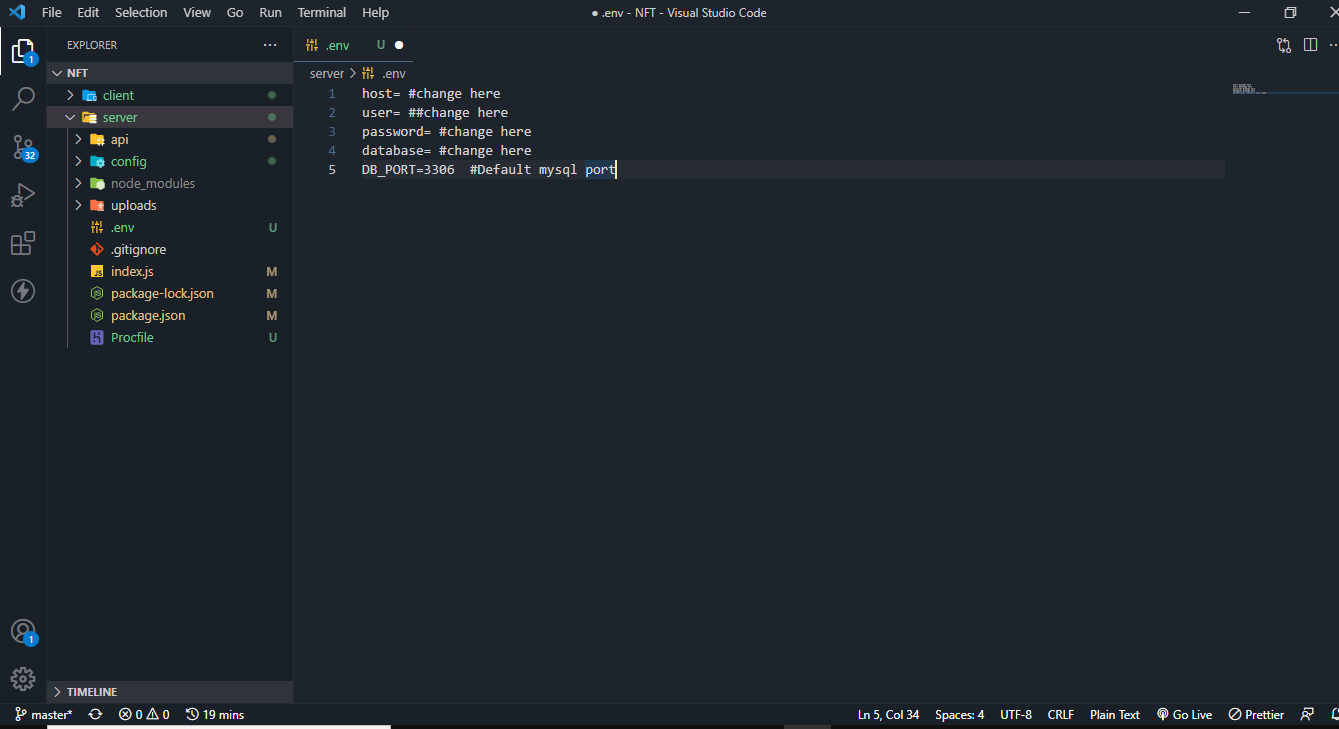 File Edit Selection View Go Run Terminal Help ● .env - NFT - Visual Studio Code
EXPLORER ···
.env U ●
NFT
server > .env
client
server
api
config
node_modules
uploads
.env U
.gitignore
JS index.js M
package-lock.json M
package.json M
Procfile U
1 host= #change here
2 user= ##change here
3 password= #change here
4 database= #change here
5 DB_PORT=3306  #Default mysql port
1
32
1
TIMELINE
master* 0 0 19 mins Ln 5, Col 34 Spaces: 4 UTF-8 CRLF Plain Text Go Live Prettier